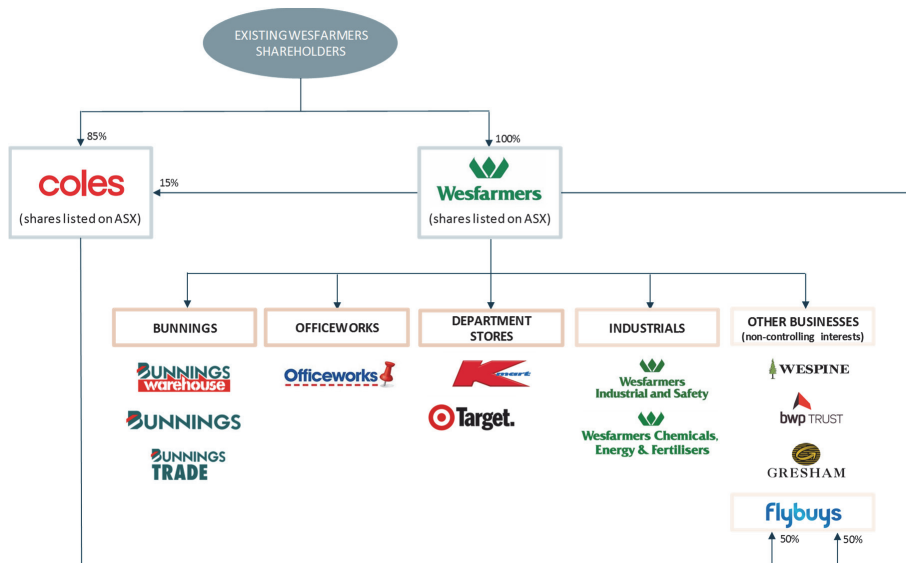 EXISTING WESFARMERS
SHAREHOLDERS
85%
100%
coles
(shares listed on ASX)
15%
Wesfarmers
(shares listed on ASX)
BUNNINGS
OFFICEWORKS
DEPARTMENT
STORES
INDUSTRIALS
OTHER BUSINESSES
(non-controlling interests)
BUNNINGS
warehouse
BUNNINGS
BUNNINGS
TRADE
Officeworks
Kmart
Target.
Wesfarmers
Industrial and Safety
Wesfarmers Chemicals,
Energy & Fertilisers
WESPINE
bwp TRUST
GRESHAM
flybuys
50%
50%